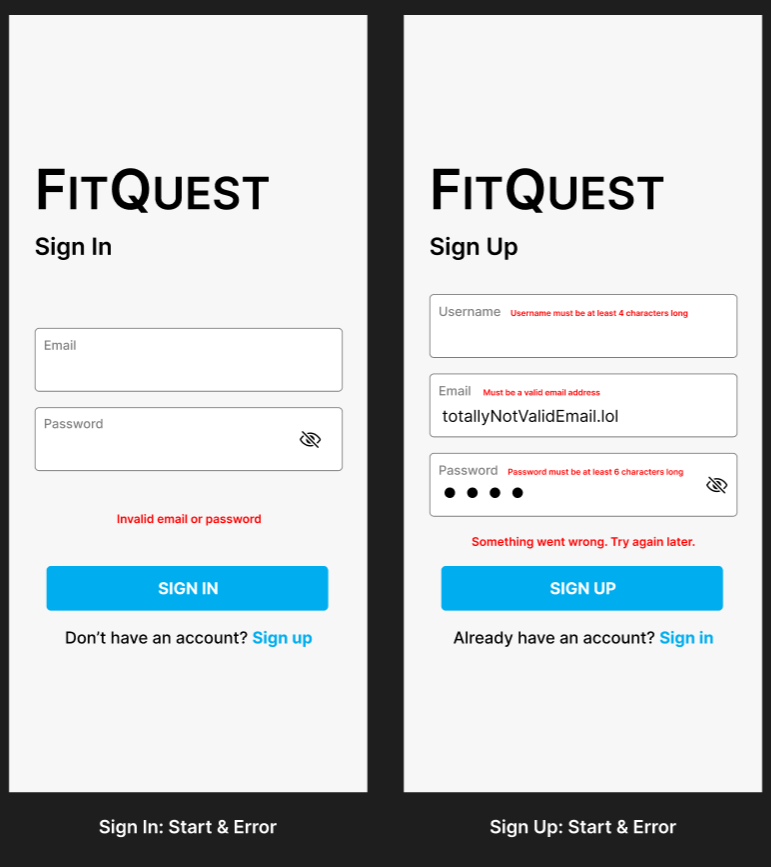 FITQUEST
Sign In
Email
Password
Invalid email or password
SIGN IN
Don’t have an account? Sign up
Sign In: Start & Error
FITQUEST
Sign Up
Username Username must be at least 4 characters long
Email Must be a valid email address
totallyNotValidEmail.lol
Password Password must be at least 6 characters long
Something went wrong. Try again later.
SIGN UP
Already have an account? Sign in
Sign Up: Start & Error